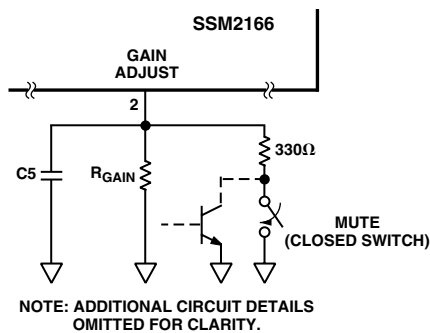 SSM2166
GAIN
ADJUST
2
330Ω
C5
RGAIN
MUTE
(CLOSED SWITCH)
NOTE: ADDITIONAL CIRCUIT DETAILS
OMITTED FOR CLARITY.